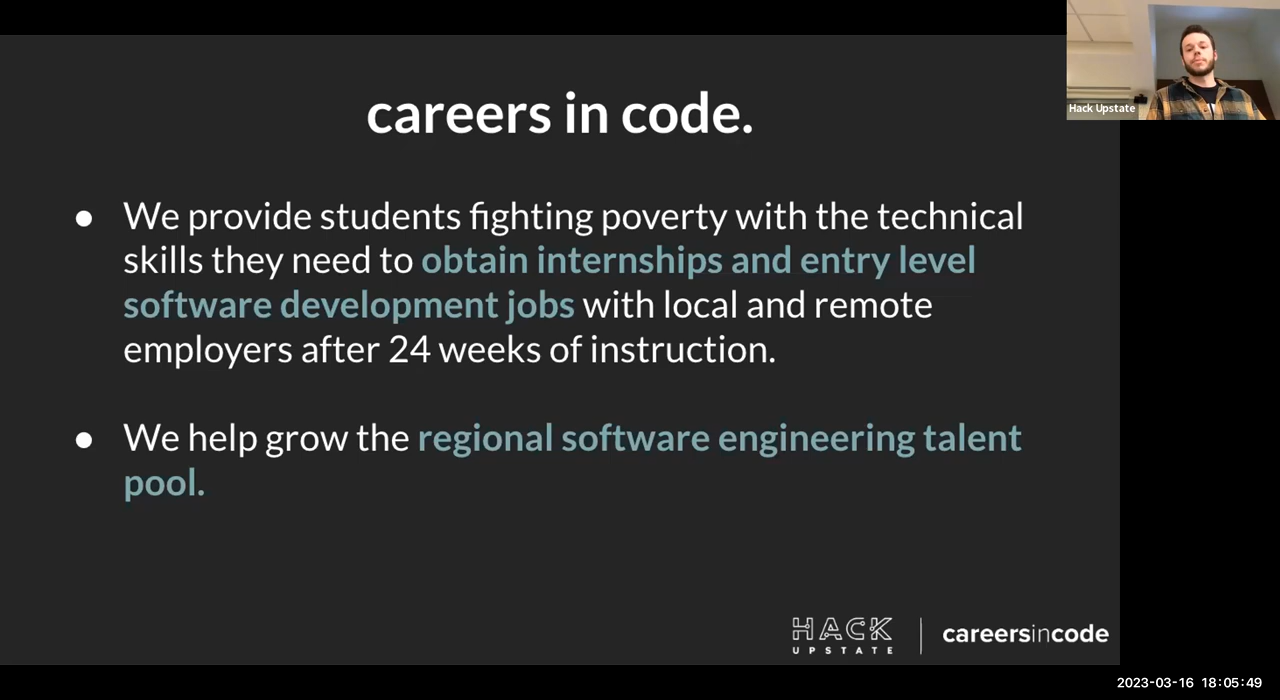 careers in code.
Hack Upstate
● We provide students fighting poverty with the technical
skills they need to obtain internships and entry level
software development jobs with local and remote
employers after 24 weeks of instruction.
● We help grow the regional software engineering talent
pool.
HACK
UPSTATE
careersincode
2023-03-16 18:05:49